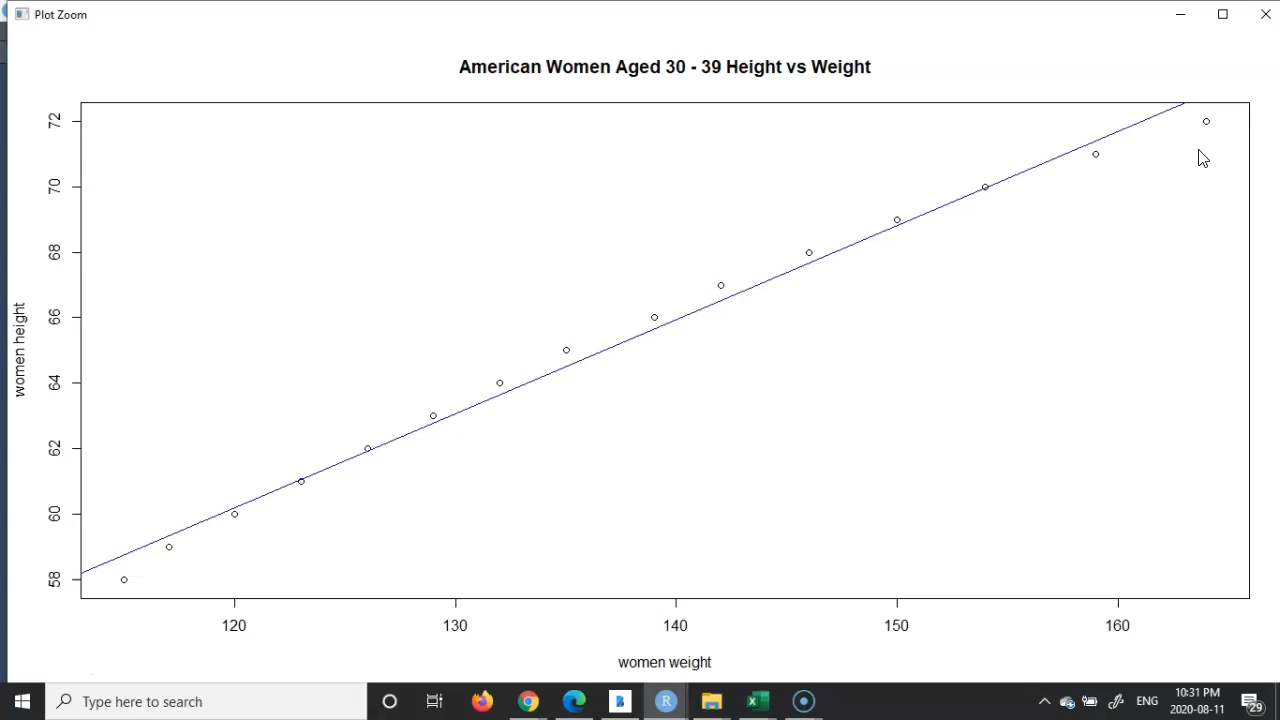 Plot Zoom
American Women Aged 30 - 39 Height vs Weight
72
70
68
66
64
62
60
58
women height
120 130 140 150 160
women weight
Type here to search
B
R
ENG
10:31 PM
2020-08-11
29